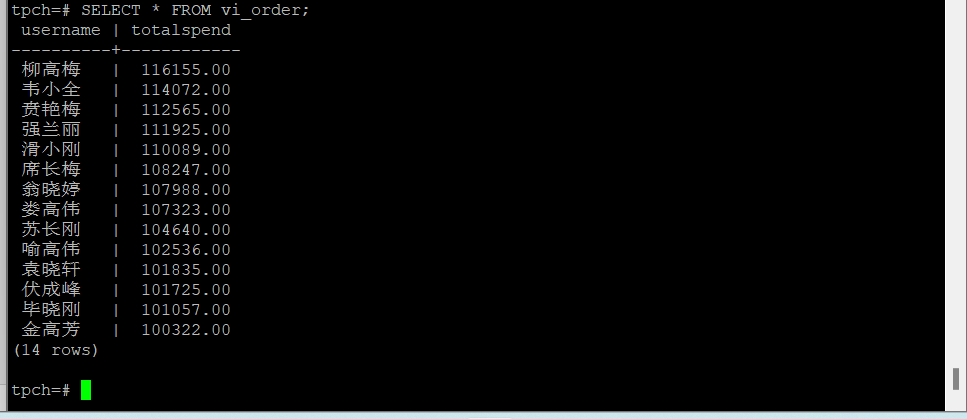 tpch=# SELECT * FROM vi_order;
username | totalspend
----------+------------
柳高梅 | 116155.00
韦小全 | 114072.00
贲艳梅 | 112565.00
强兰丽 | 111925.00
滑小刚 | 110089.00
席长梅 | 108247.00
翁晓婷 | 107988.00
娄高伟 | 107323.00
苏长刚 | 104640.00
喻高伟 | 102536.00
袁晓轩 | 101835.00
伏成峰 | 101725.00
毕晓刚 | 101057.00
金高芳 | 100322.00
(14 rows)
tpch=#